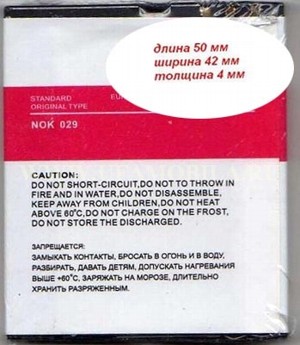 длина 50 мм
ширина 42 мм
толщина 4 мм
STANDARD
ORIGINAL TYPE
NOK 029
CAUTION:
DO NOT SHORT-CIRCUIT,DO NOT TO THROW IN
FIRE AND IN WATER,DO NOT DISASSEMBLE,
KEEP AWAY FROM CHILDREN,DO NOT HEAT
ABOVE 60°C,DO NOT CHARGE ON THE FROST,
DO NOT STORE THE DISCHARGED.
ЗАПРЕЩАЕТСЯ:
ЗАМЫКАТЬ КОНТАКТЫ, БРОСАТЬ В ОГОНЬ И В ВОДУ,
РАЗБИРАТЬ, ДАВАТЬ ДЕТЯМ, ДОПУСКАТЬ НАГРЕВАНИЯ
ВЫШЕ +60°C, ЗАРЯЖАТЬ НА МОРОЗЕ, ДЛИТЕЛЬНО
ХРАНИТЬ РАЗРЯЖЕННЫМ.